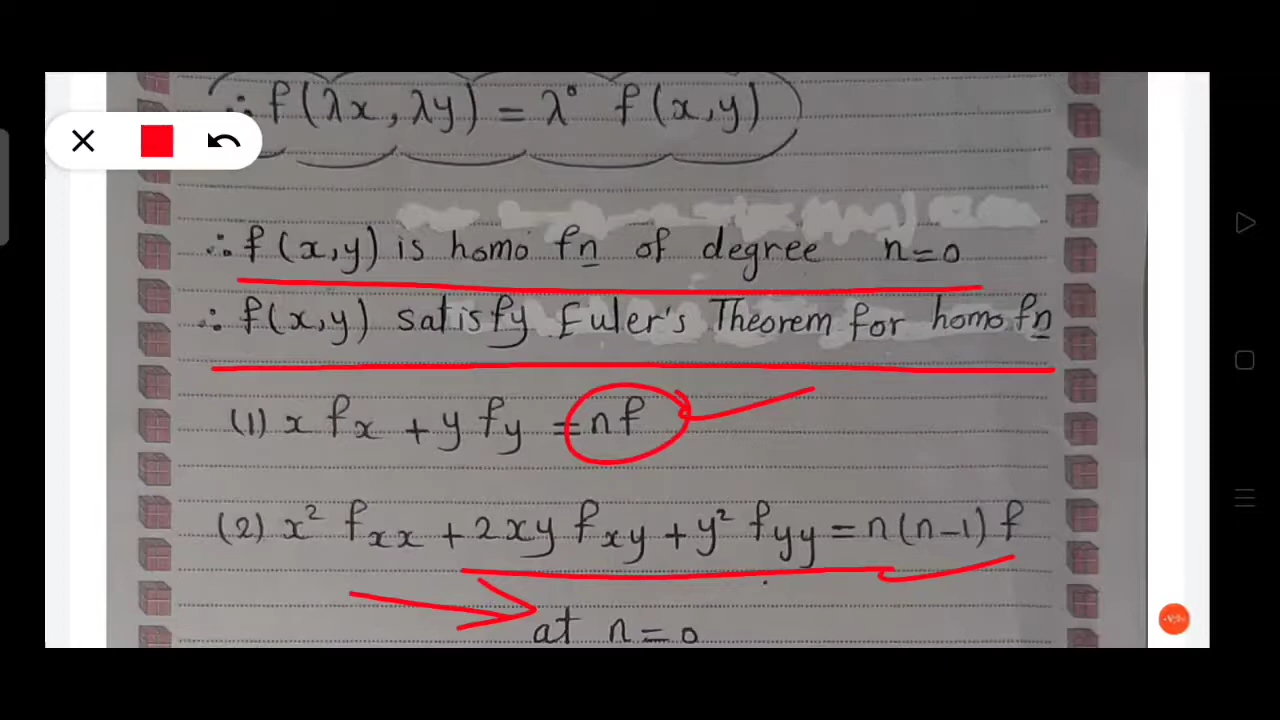 ∴ f(λx, λy) = λ° f(x,y)
∴ f(x,y) is homo fn of degree n=0
∴ f(x,y) satisfy Euler's Theorem for homo fn
(1) x fx + y fy = nf
(2) x² fxx + 2xy fxy + y² fyy = n(n-1) f
at n=0